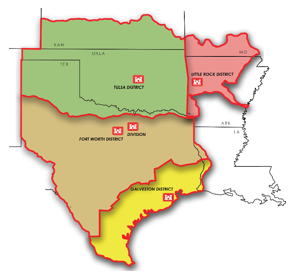 KAN
OKLA
TEX
MO
LITTLE ROCK DISTRICT
TULSA DISTRICT
ARK
LA
FORT WORTH DISTRICT
DIVISION
GALVESTON DISTRICT